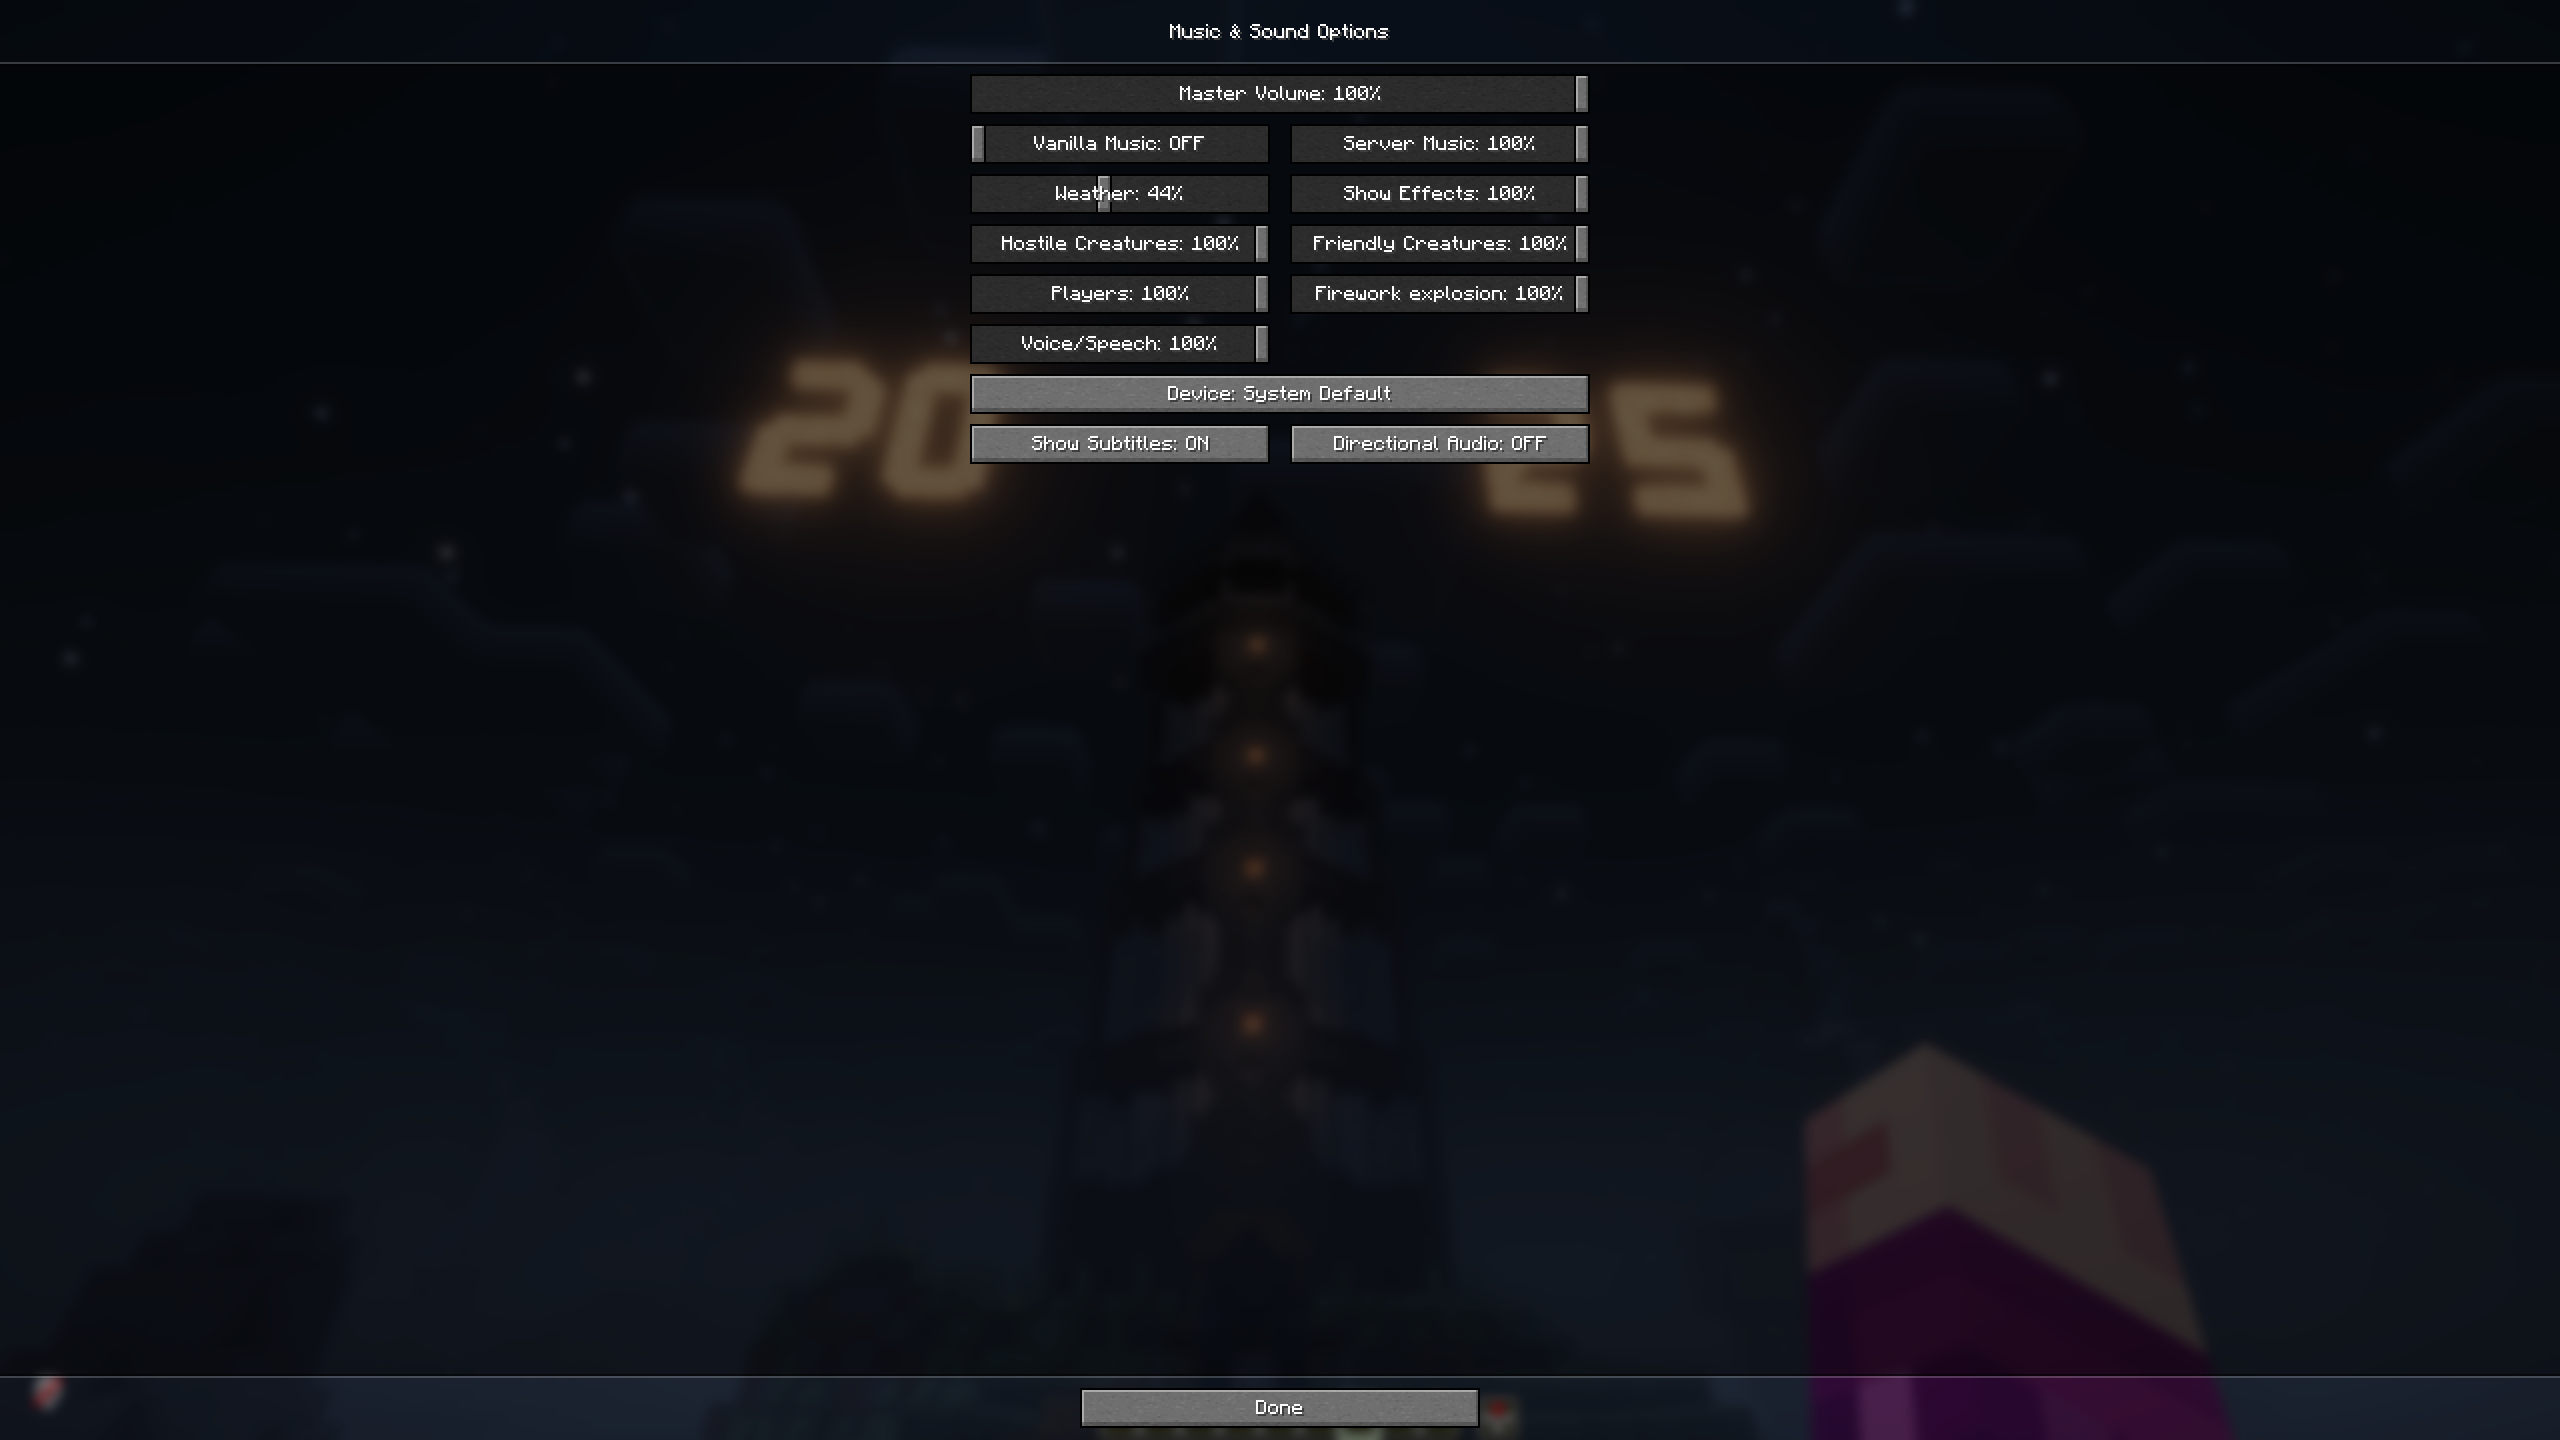 Music & Sound Options
Master Volume: 100%
Vanilla Music: OFF
Server Music: 100%
Weather: 44%
Show Effects: 100%
Hostile Creatures: 100%
Friendly Creatures: 100%
Players: 100%
Firework explosion: 100%
Voice/Speech: 100%
20
25
Device: System Default
Show Subtitles: ON
Directional Audio: OFF
Done